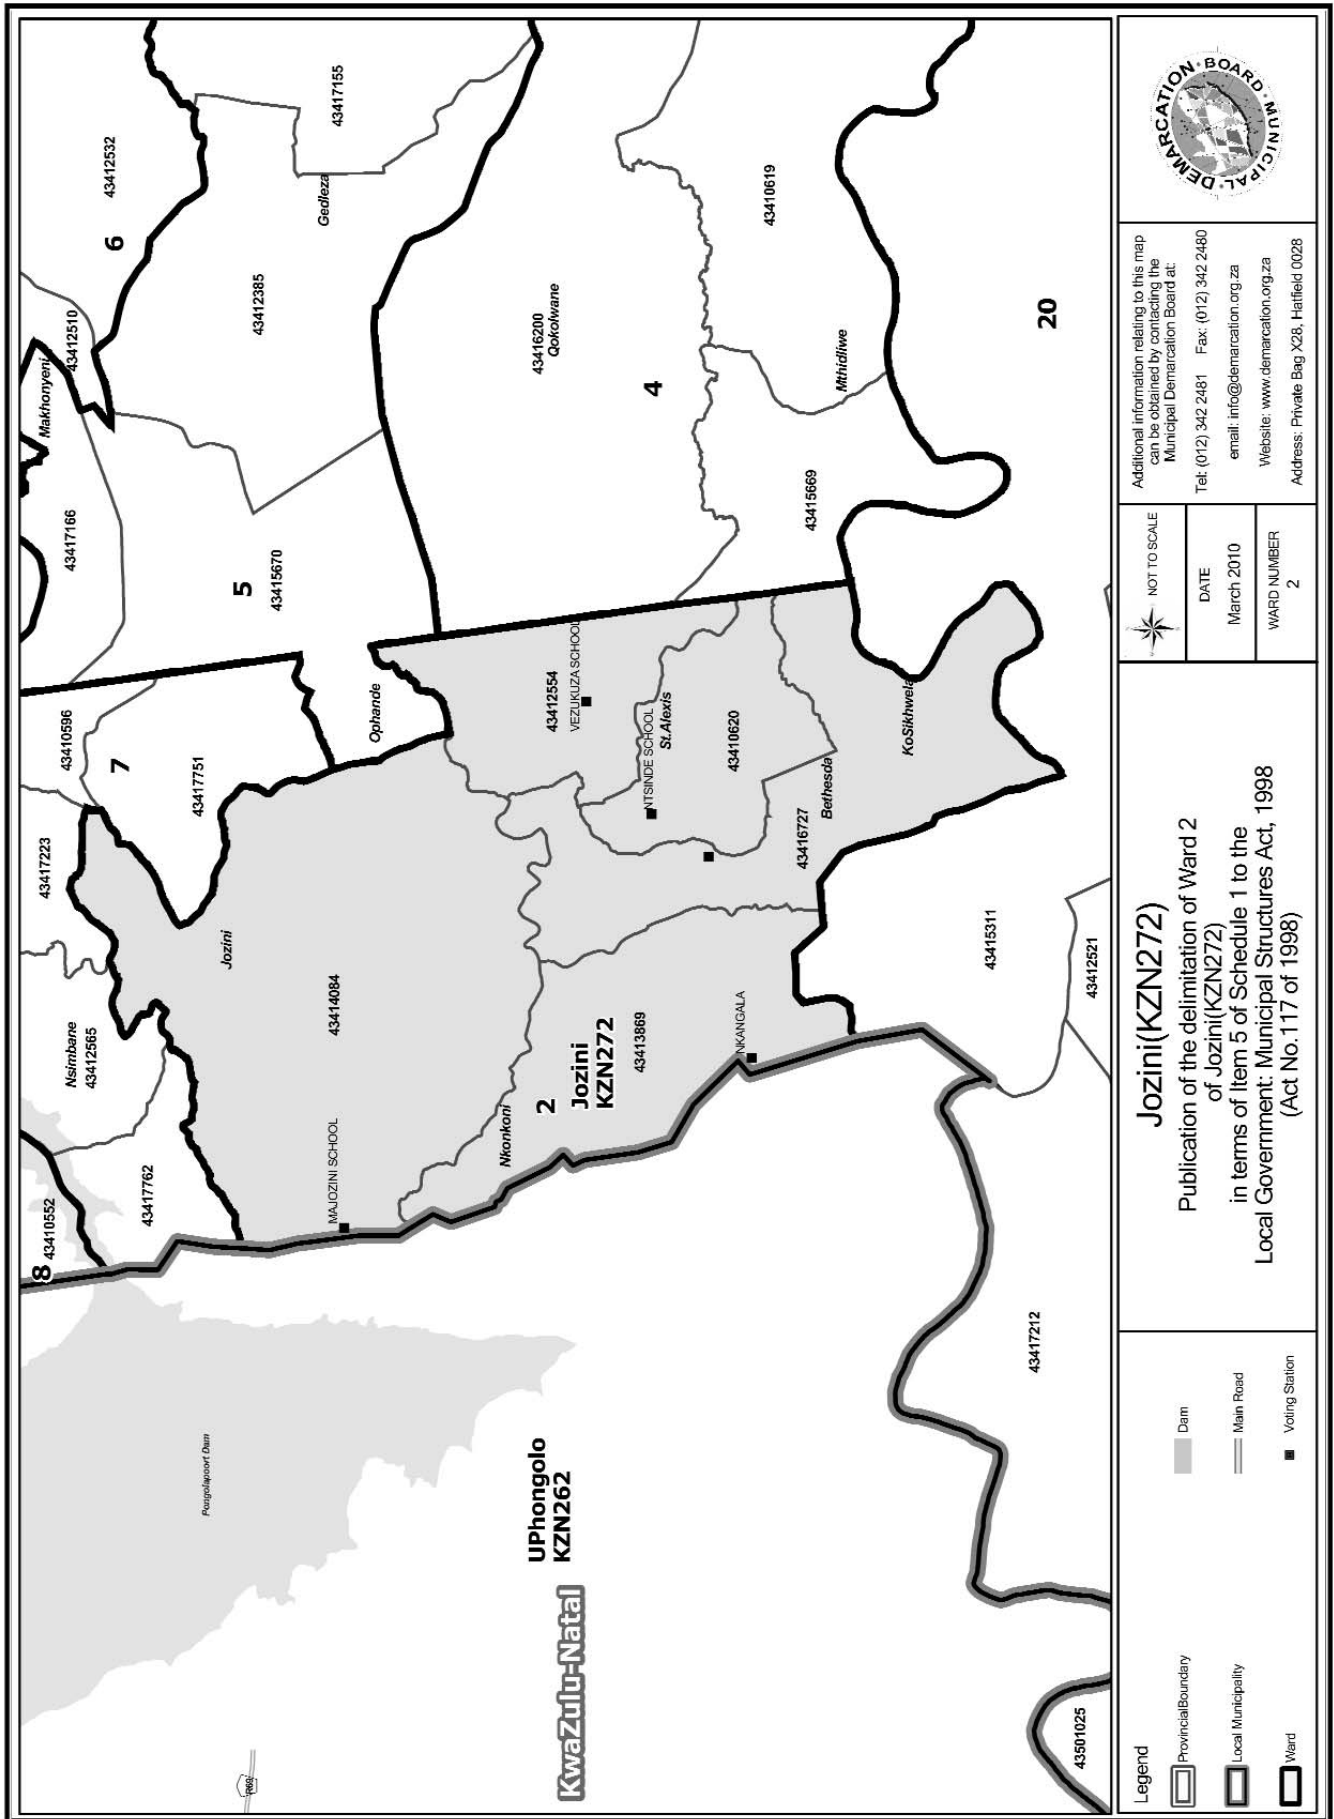 43412532
6
43417155
Gedleza
43412385
43412510
Makhonyeni
43417166
5
43415670
43416200
Qokolwane
4
43410619
Mthidliwe
20
43415669
43410596
7
43417751
Ophande
43412554
VEZUKUZA SCHOOL
St.Alexis
NTSINDE SCHOOL
43410620
Bethesda
43416727
KoSikhwela
43417223
Jozini
43414084
Nsimbane
43412565
43417762
43410552
8
MAJOZINI SCHOOL
Nkonkoni
2
Jozini
KZN272
43413869
NKANGALA
43415311
43412521
43417212
Pongolapoort Dam
UPhongolo
KZN262
KwaZulu-Natal
43501025
Legend
ProvincialBoundary
Local Municipality
Ward
Dam
Main Road
Voting Station
Jozini(KZN272)
Publication of the delimitation of Ward 2
of Jozini(KZN272)
in terms of Item 5 of Schedule 1 to the
Local Government: Municipal Structures Act, 1998
(Act No.117 of 1998)
NOT TO SCALE
DATE
March 2010
WARD NUMBER
2
Additional information relating to this map
can be obtained by contacting the
Municipal Demarcation Board at:
Tel: (012) 342 2481 Fax: (012) 342 2480
email: info@demarcation.org.za
Website: www.demarcation.org.za
Address: Private Bag X28, Hatfield 0028
MUNICIPAL DEMARCATION BOARD